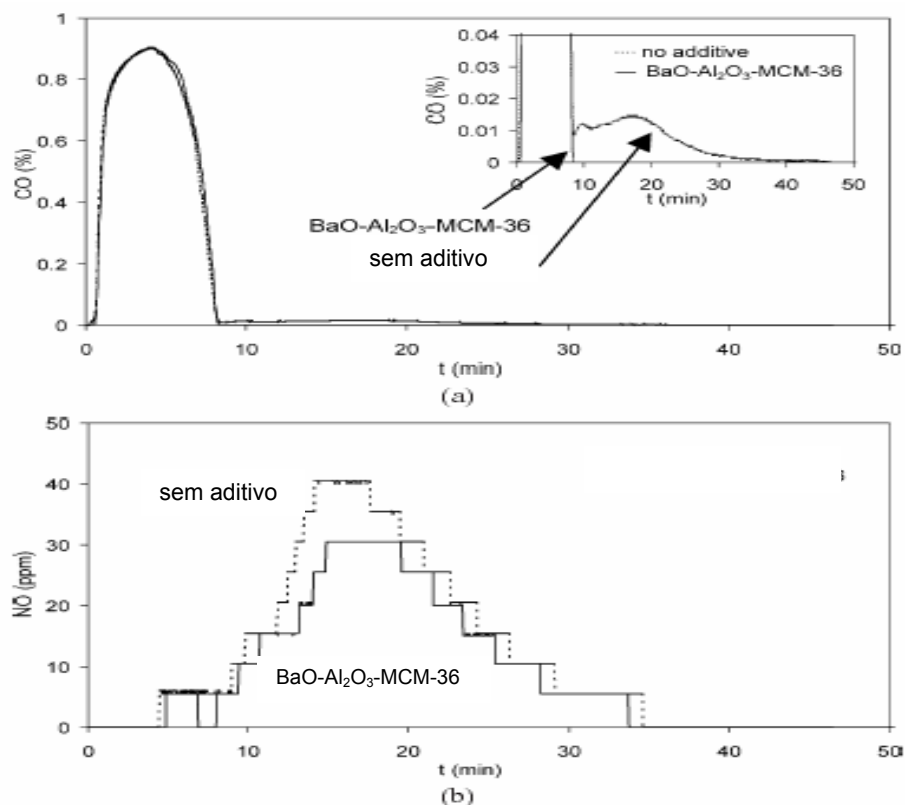 1
0.8
0.6
0.4
0.2
0
CO (%)
0 10 20 30 40 50
t (min)
(a)
0.04
0.03
0.02
0.01
0
CO (%)
no additive
BaO-Al₂O₃-MCM-36
0 10 20 30 40 50
t (min)
BaO-Al₂O₃-MCM-36
sem aditivo
50
40
30
20
10
0
NO (ppm)
sem aditivo
BaO-Al₂O₃-MCM-36
0 10 20 30 40 50
t (min)
(b)